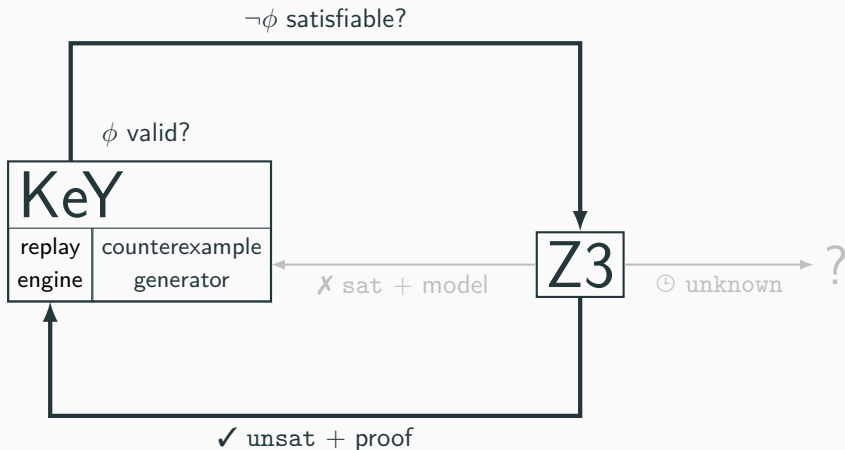 ¬ϕ satisfiable?
ϕ valid?
KeY
replay
engine
counterexample
generator
✗ sat + model
Z3
unknown
?
✓ unsat + proof